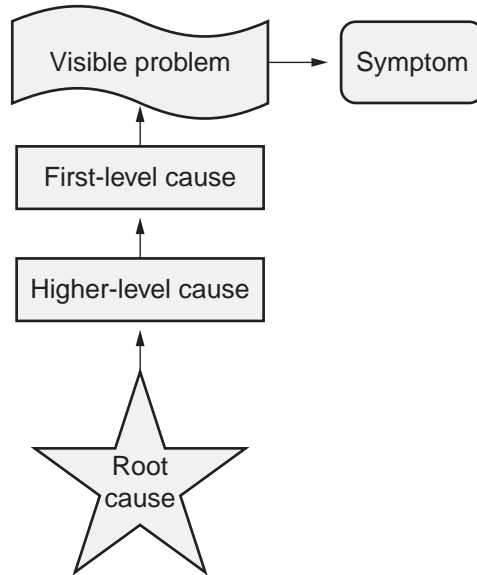 Visible problem
Symptom
First-level cause
Higher-level cause
Root
cause